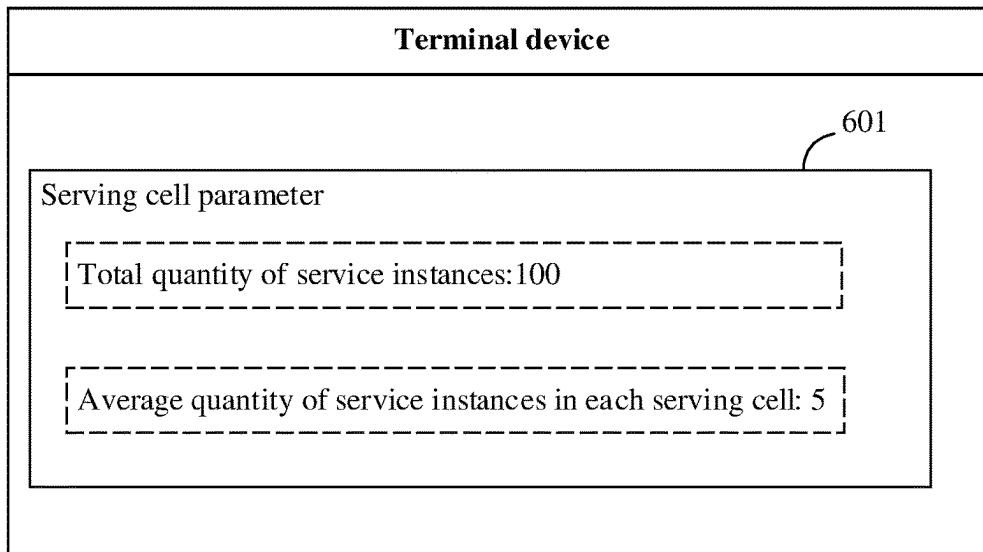 Terminal device
601
Serving cell parameter
Total quantity of service instances:100
Average quantity of service instances in each serving cell: 5